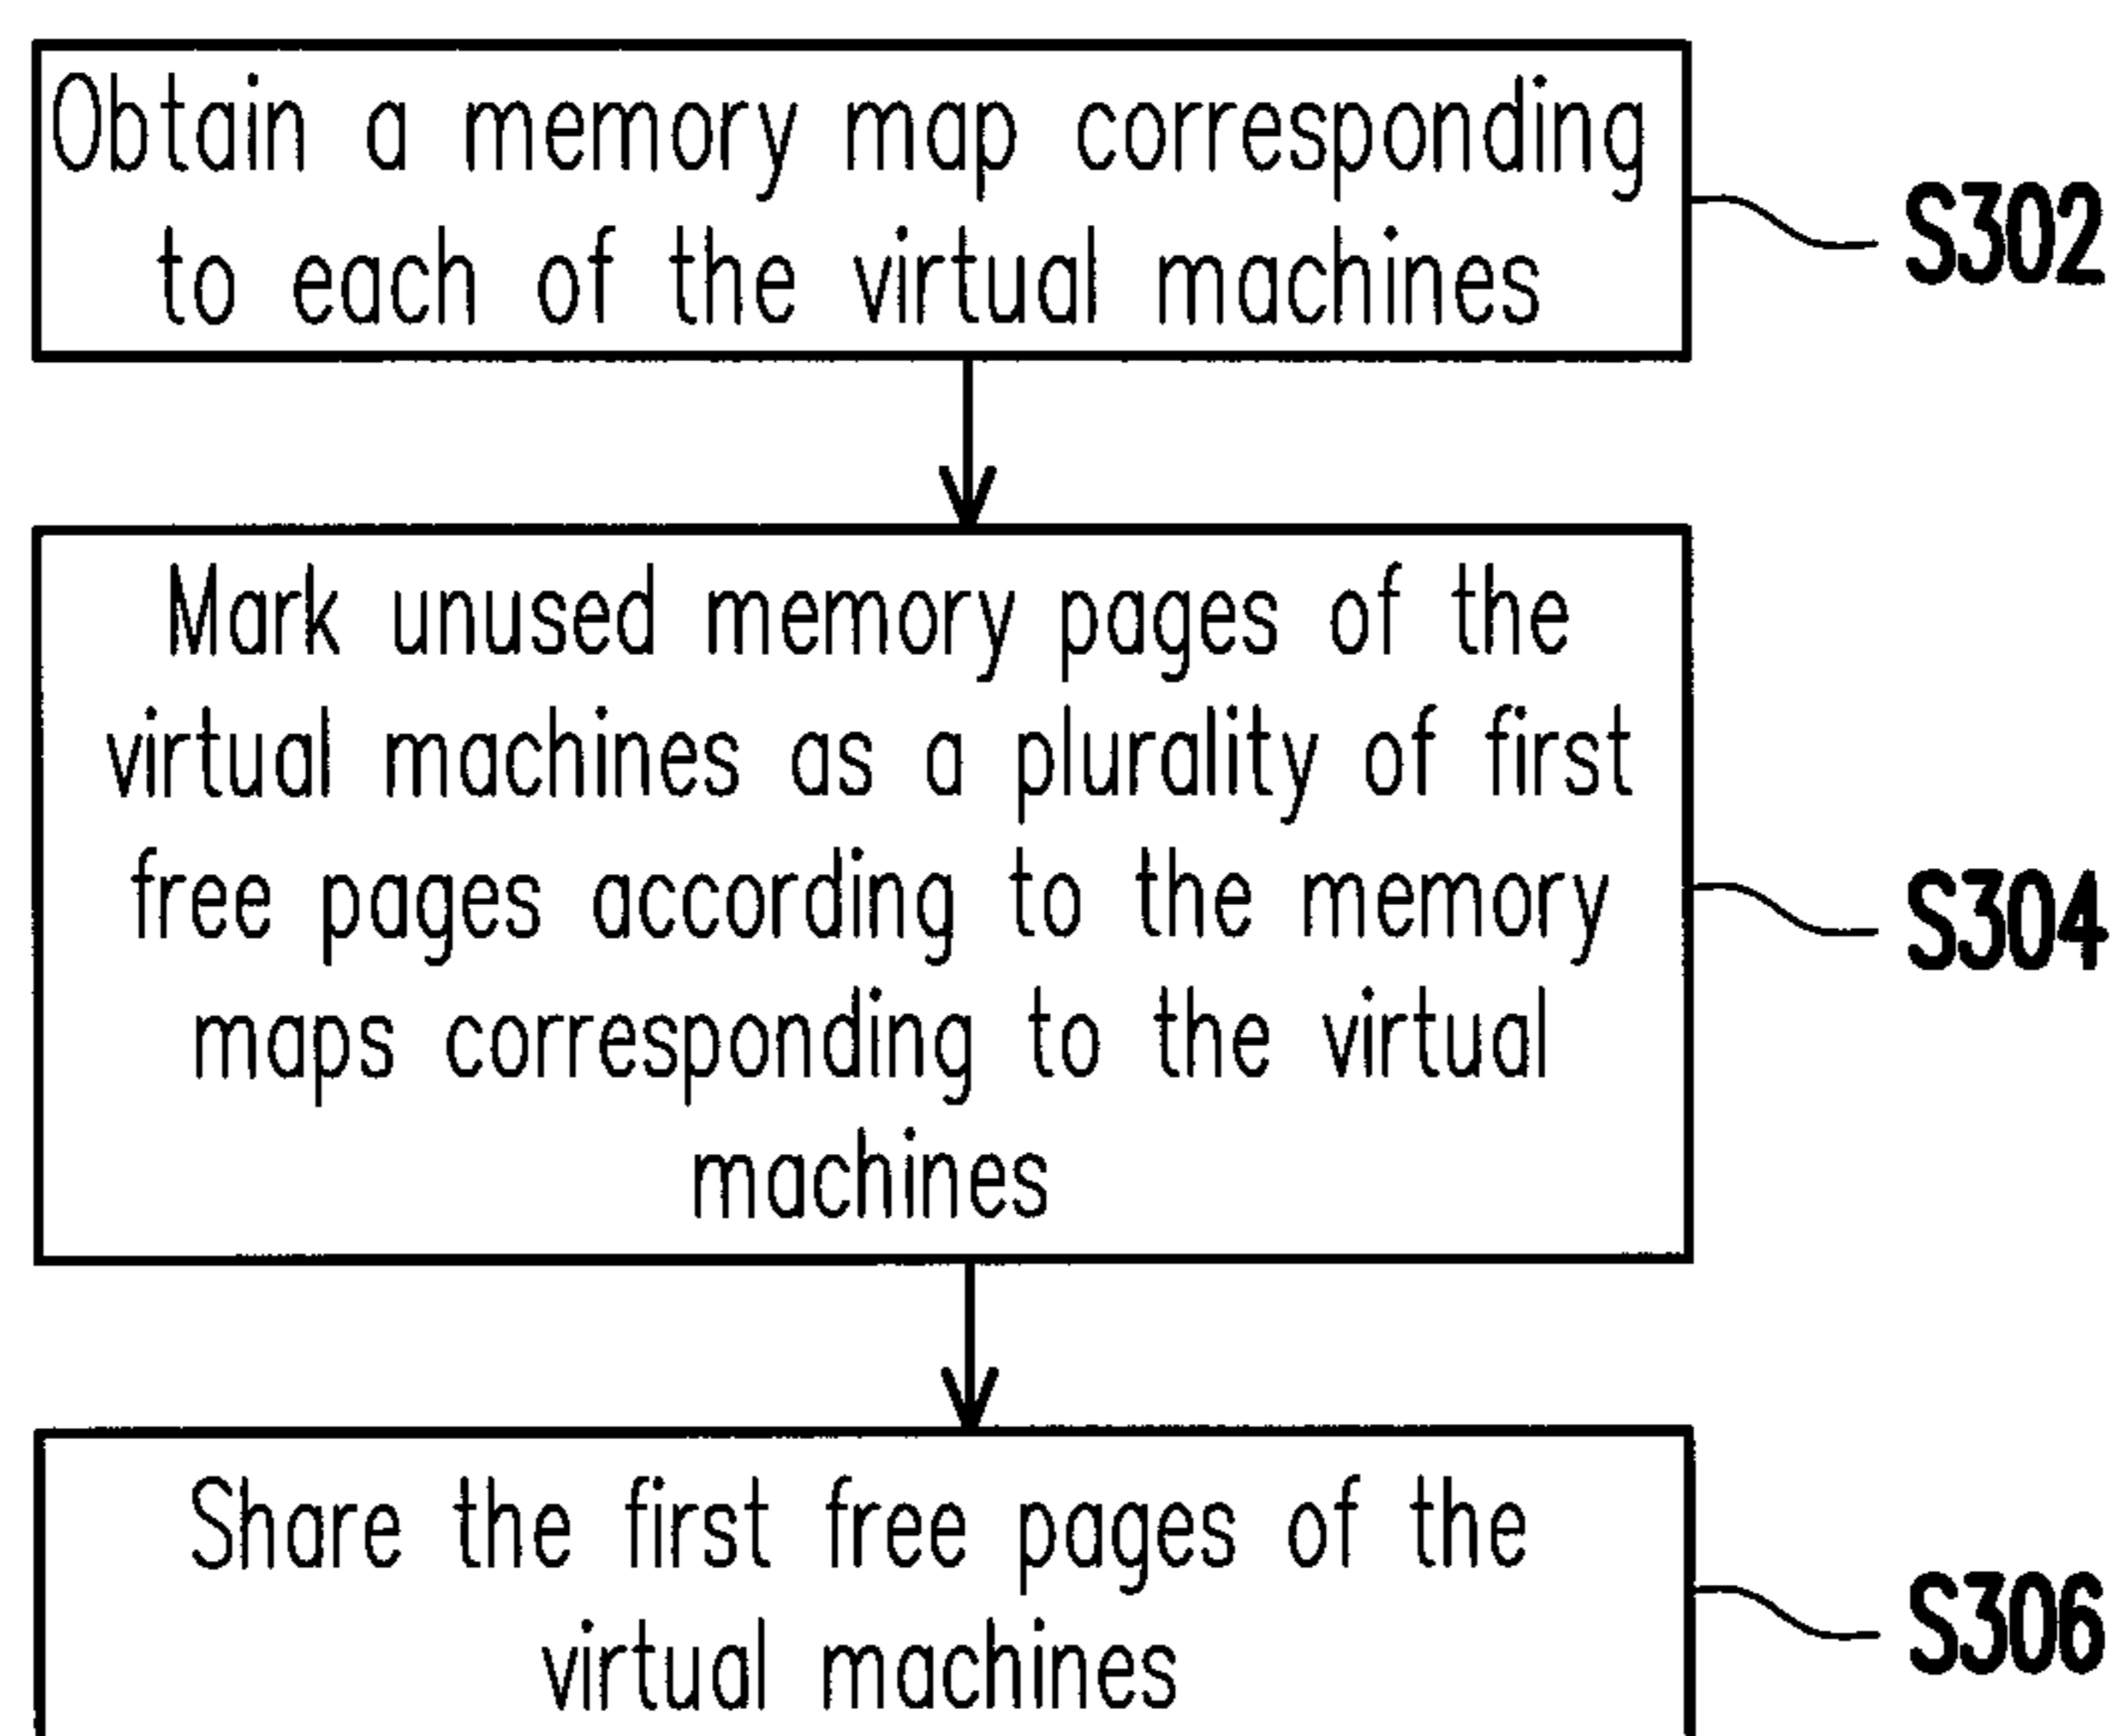 Obtain a memory map corresponding
to each of the virtual machines
S302
Mark unused memory pages of the
virtual machines as a plurality of first
free pages according to the memory
maps corresponding to the virtual
machines
S304
Share the first free pages of the
virtual machines
S306